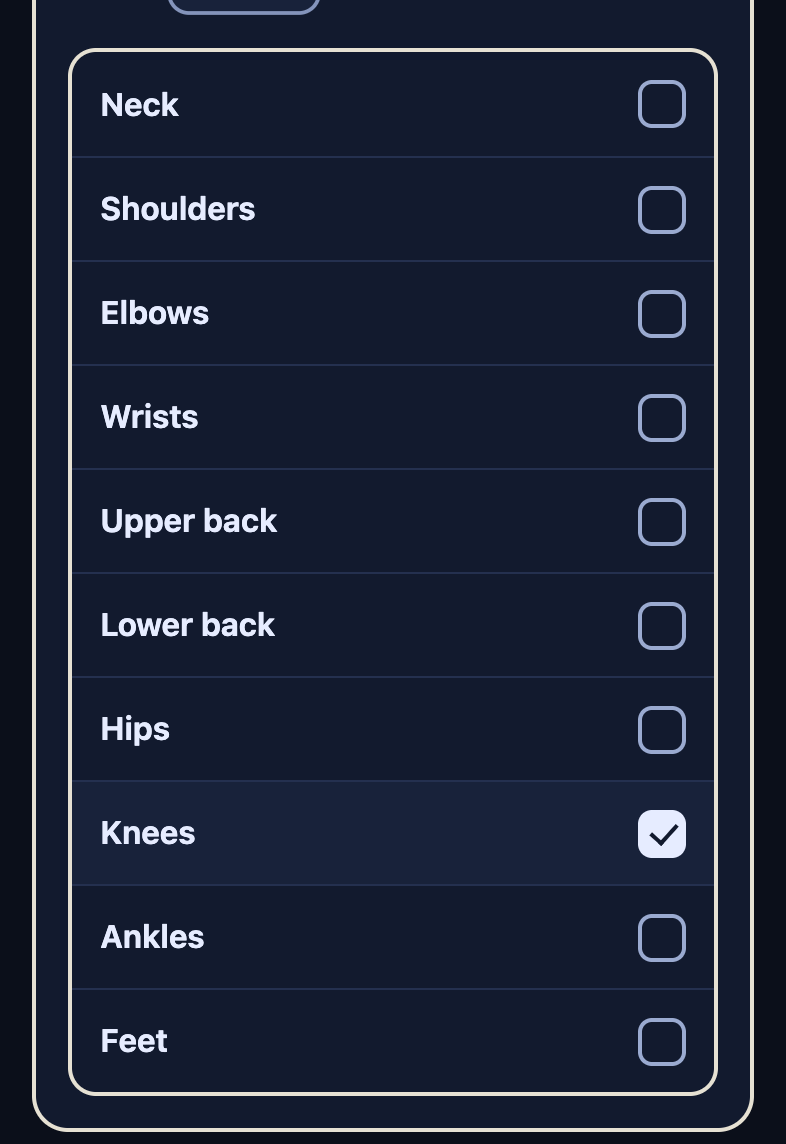 Neck
Shoulders
Elbows
Wrists
Upper back
Lower back
Hips
Knees
Ankles
Feet